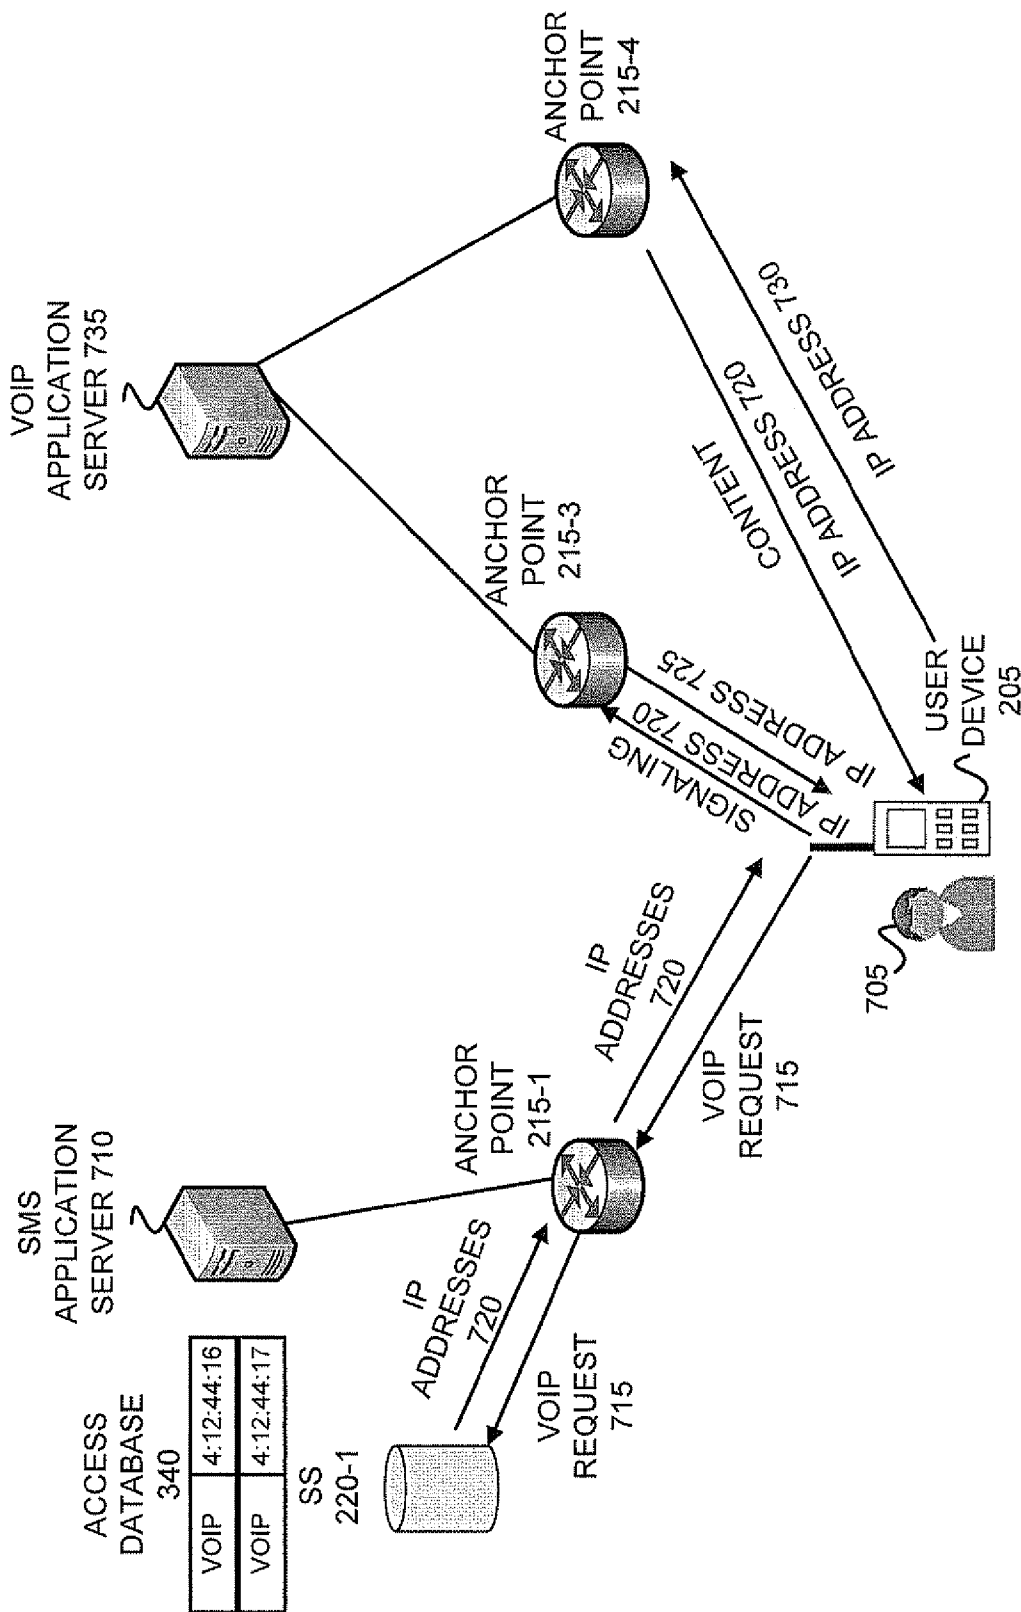 ACCESS
DATABASE
340
VOIP 4:12:44:16
VOIP 4:12:44:17
SS
220-1
SMS
APPLICATION
SERVER 710
VOIP
APPLICATION
SERVER 735
IP
ADDRESSES
720
VOIP
REQUEST
715
ANCHOR
POINT
215-1
IP
ADDRESSES
720
VOIP
REQUEST
715
ANCHOR
POINT
215-3
SIGNALING
IP ADDRESS 720
IP ADDRESS 725
ANCHOR
POINT
215-4
CONTENT
IP ADDRESS 720
IP ADDRESS 730
705
USER
DEVICE
205